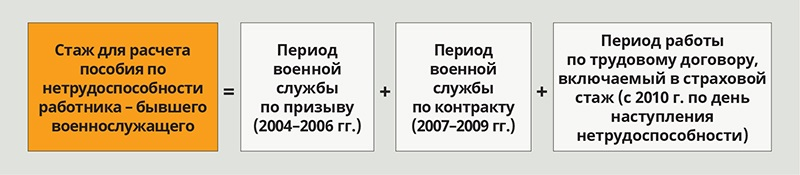 Стаж для расчета
пособия по
нетрудоспособности
работника – бывшего
военнослужащего
=
Период
военной
службы
по призыву
(2004–2006 гг.)
+
Период
военной
службы
по контракту
(2007–2009 гг.)
+
Период работы
по трудовому договору,
включаемый в страховой
стаж (с 2010 г. по день
наступления
нетрудоспособности)